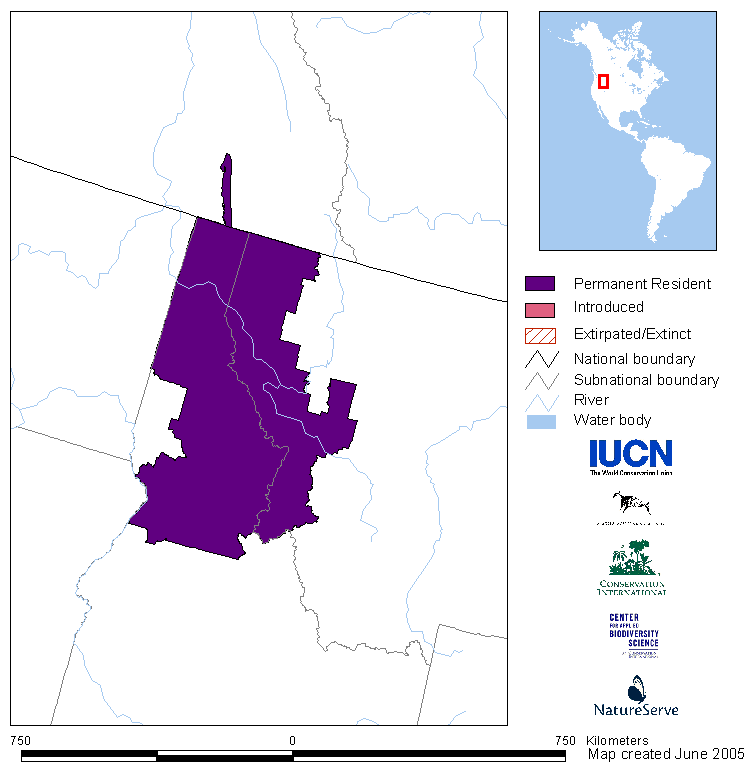 Permanent Resident
Introduced
Extirpated/Extinct
National boundary
Subnational boundary
River
Water body
IUCN
The World Conservation Union
CONSERVATION
INTERNATIONAL
CENTER
FOR APPLIED
BIODIVERSITY
SCIENCE
NatureServe
750
0
750 Kilometers
Map created June 2005